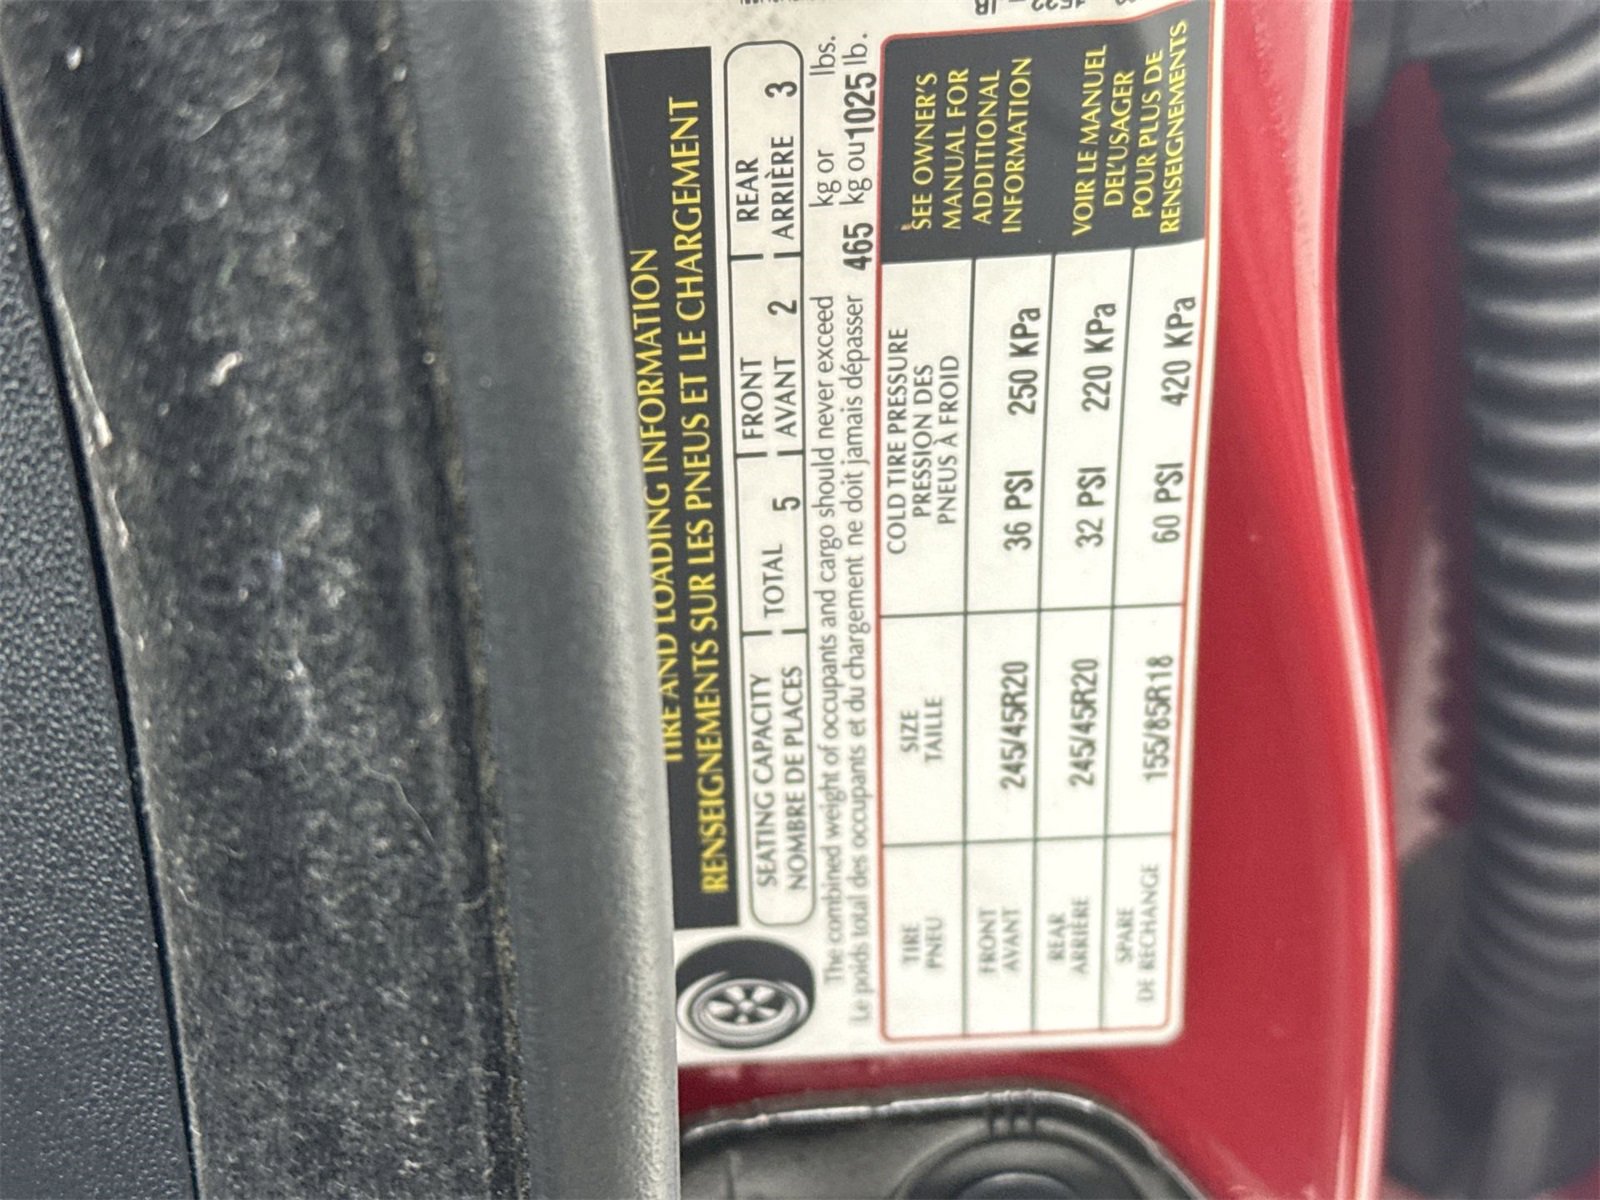 TIRE AND LOADING INFORMATION
RENSEIGNEMENTS SUR LES PNEUS ET LE CHARGEMENT
SEATING CAPACITY TOTAL 5 FRONT 2 REAR 3
NOMBRE DE PLACES AVANT ARRIÈRE
The combined weight of occupants and cargo should never exceed kg or lbs.
Le poids total des occupants et du chargement ne doit jamais dépasser 465 kg ou 1025 lb.
TIRE SIZE COLD TIRE PRESSURE
PNEU TAILLE PRESSION DES
PNEUS À FROID
FRONT
AVANT 245/45R20 36 PSI 250 KPa
REAR
ARRIÈRE 245/45R20 32 PSI 220 KPa
SPARE
DE RECHANGE 155/85R18 60 PSI 420 KPa
SEE OWNER'S
MANUAL FOR
ADDITIONAL
INFORMATION
VOIR LE MANUEL
DE L'USAGER
POUR PLUS DE
RENSEIGNEMENTS